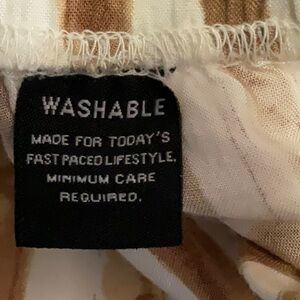 WASHABLE
MADE FOR TODAY'S
FAST PACED LIFESTYLE.
MINIMUM CARE
REQUIRED.